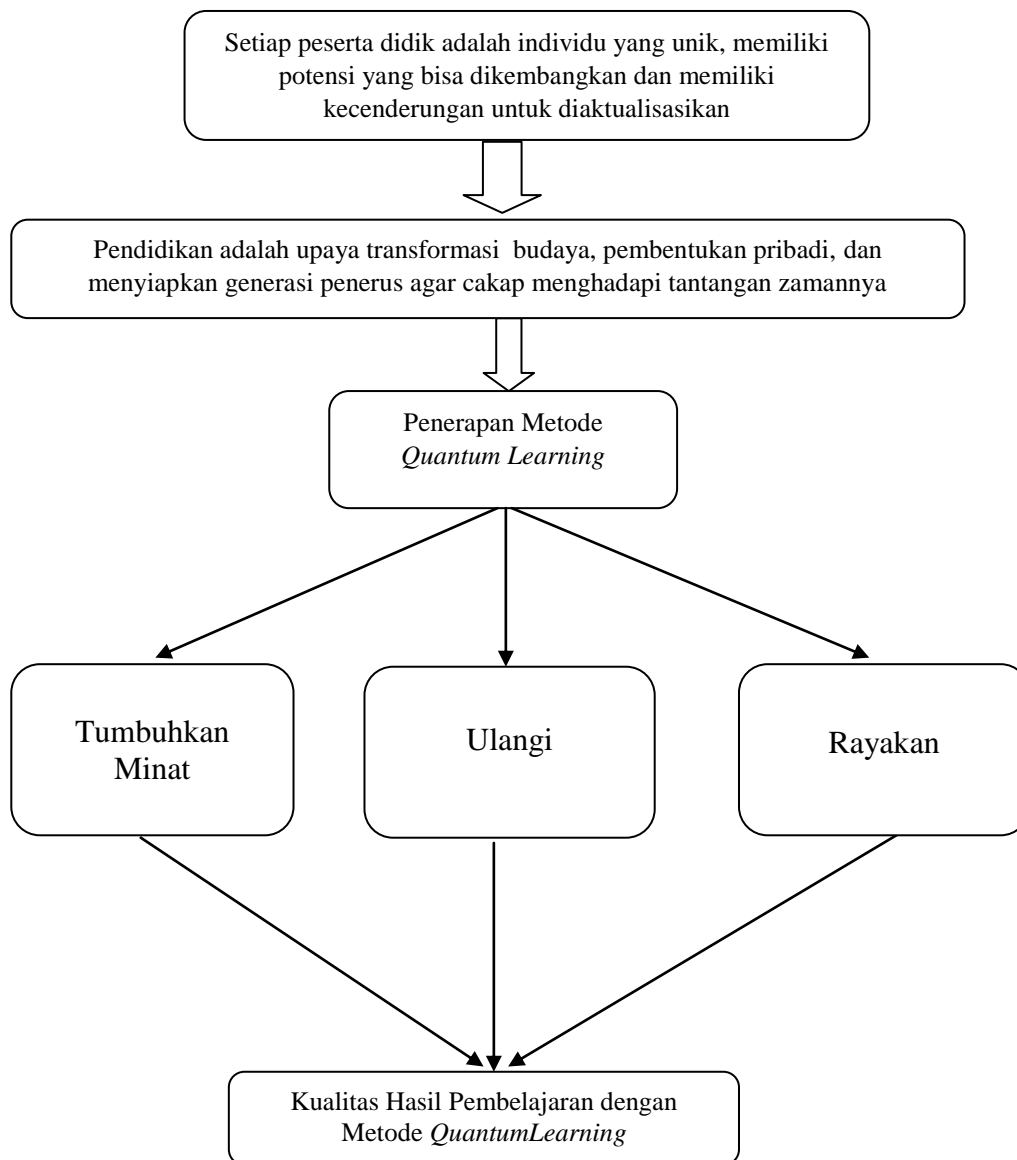 Setiap peserta didik adalah individu yang unik, memiliki
potensi yang bisa dikembangkan dan memiliki
kecenderungan untuk diaktualisasikan
Pendidikan adalah upaya transformasi  budaya, pembentukan pribadi, dan
menyiapkan generasi penerus agar cakap menghadapi tantangan zamannya
Penerapan Metode
Quantum Learning
Tumbuhkan
Minat
Ulangi
Rayakan
Kualitas Hasil Pembelajaran dengan
Metode QuantumLearning